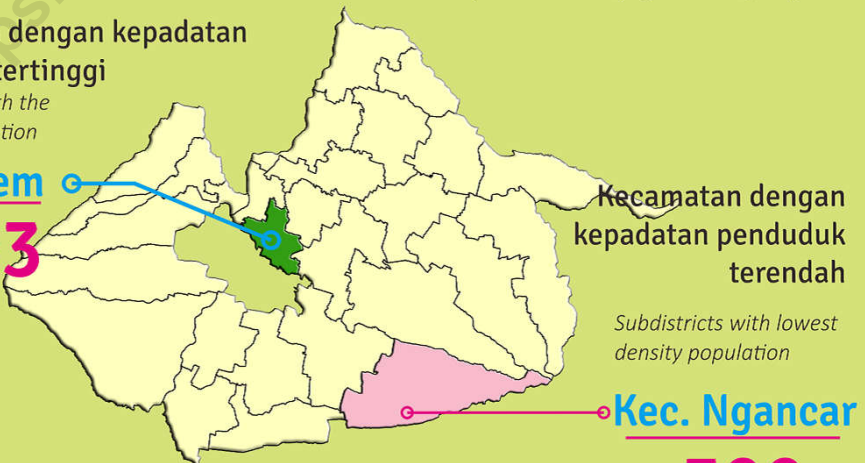 dengan kepadatan
tertinggi
th the
tion
em
3
Kecamatan dengan
kepadatan penduduk
terendah
Subdistricts with lowest
density population
Kec. Ngancar